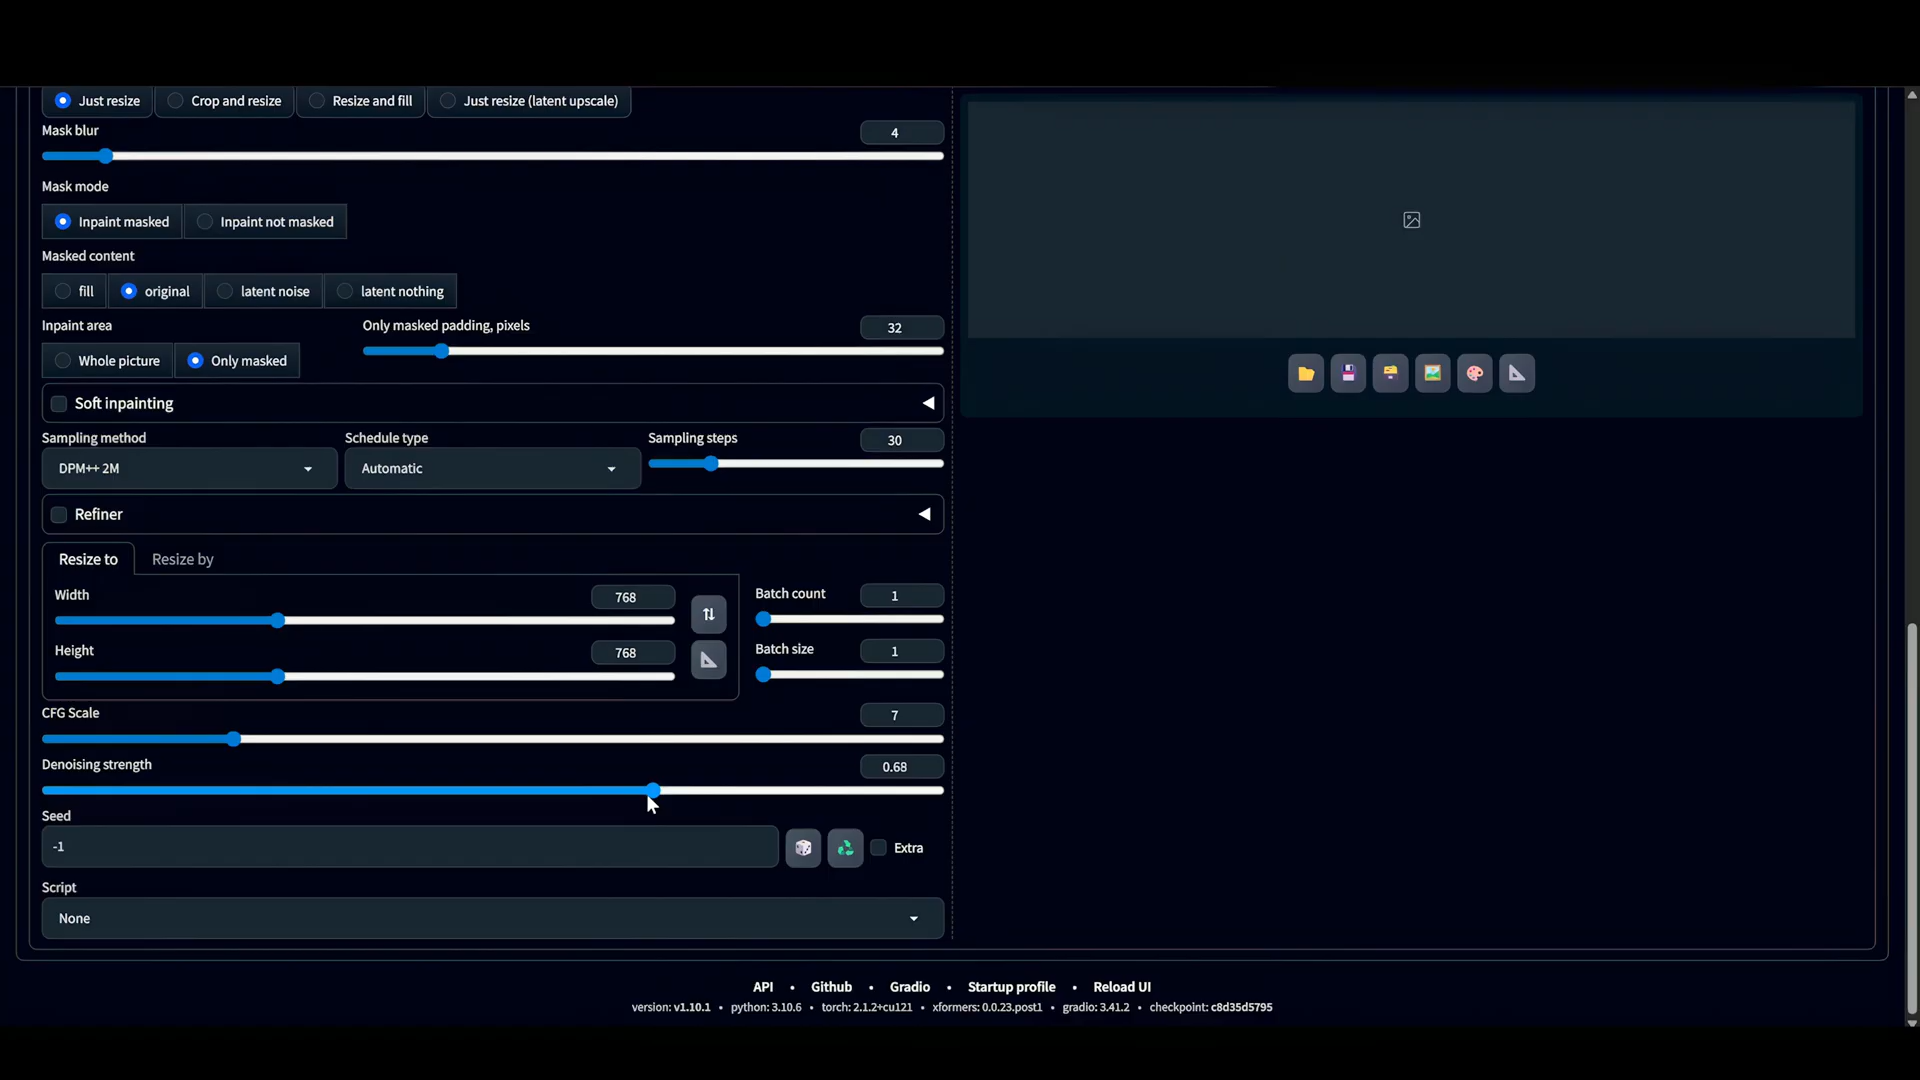 Just resize Crop and resize Resize and fill Just resize (latent upscale)
Mask blur 4
Mask mode
Inpaint masked Inpaint not masked
Masked content
fill original latent noise latent nothing
Inpaint area Only masked padding, pixels 32
Whole picture Only masked
Soft inpainting
Sampling method Schedule type Sampling steps 30
DPM++ 2M Automatic
Refiner
Resize to Resize by
Width 768 Batch count 1
Height 768 Batch size 1
CFG Scale 7
Denoising strength 0.68
Seed
-1 Extra
Script
None
API • Github • Gradio • Startup profile • Reload UI
version: v1.10.1 • python: 3.10.6 • torch: 2.1.2+cu121 • xformers: 0.0.23.post1 • gradio: 3.41.2 • checkpoint: c8d35d5795